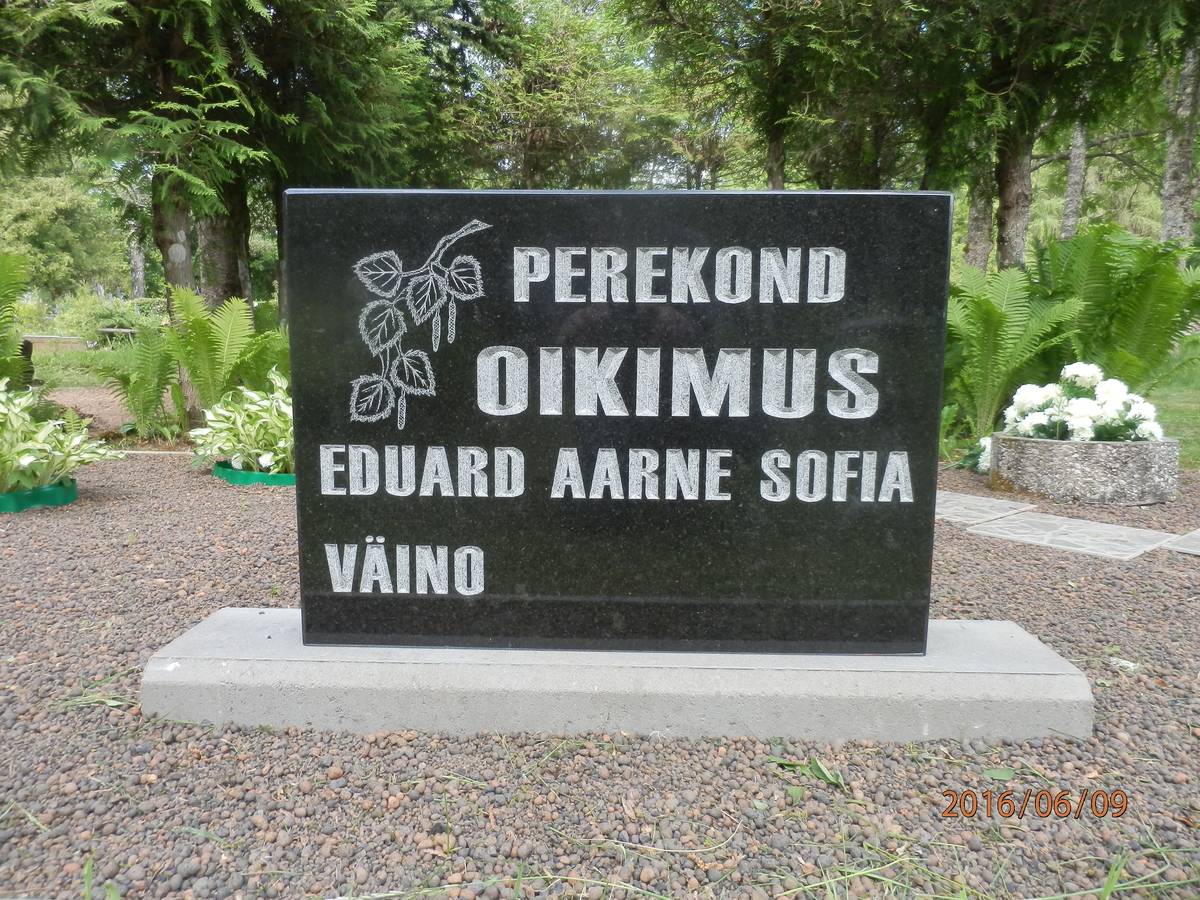 PEREKOND
OIKIMUS
EDUARD AARNE SOFIA
VÄINO
2016/06/09